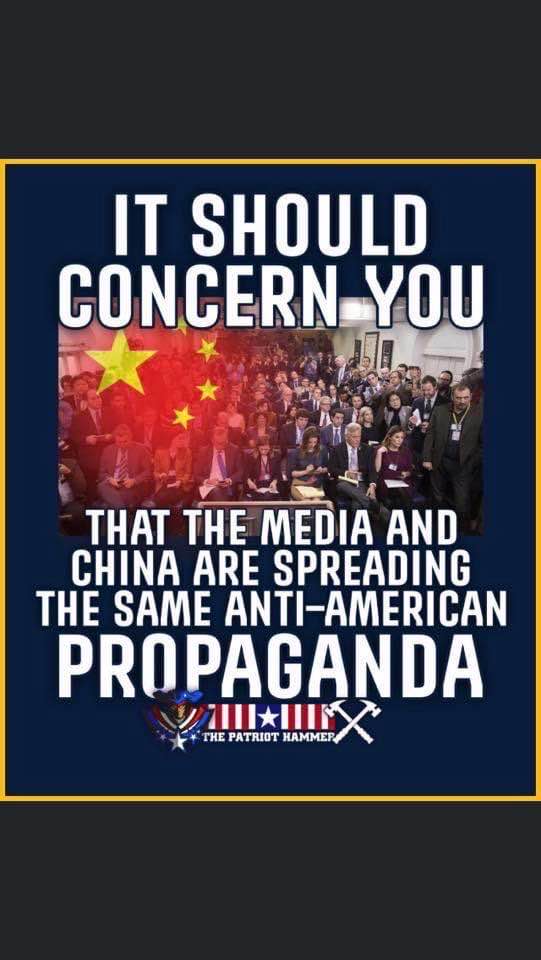 IT SHOULD
CONCERN YOU
THAT THE MEDIA AND
CHINA ARE SPREADING
THE SAME ANTI-AMERICAN
PROPAGANDA
THE PATRIOT HAMMER